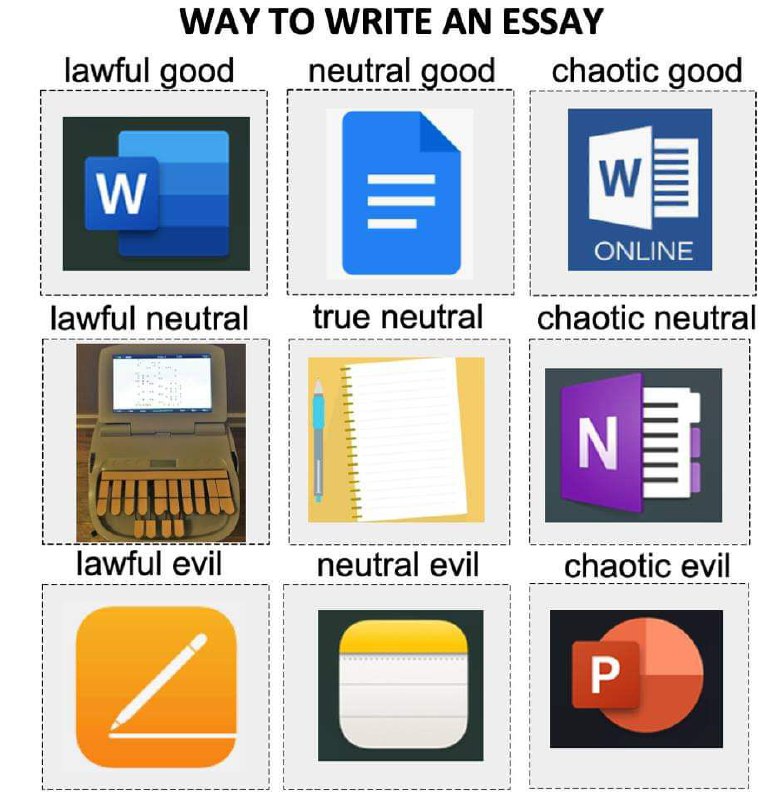 WAY TO WRITE AN ESSAY
lawful good
neutral good
chaotic good
W
W
ONLINE
lawful neutral
true neutral
chaotic neutral
N
lawful evil
neutral evil
chaotic evil
P